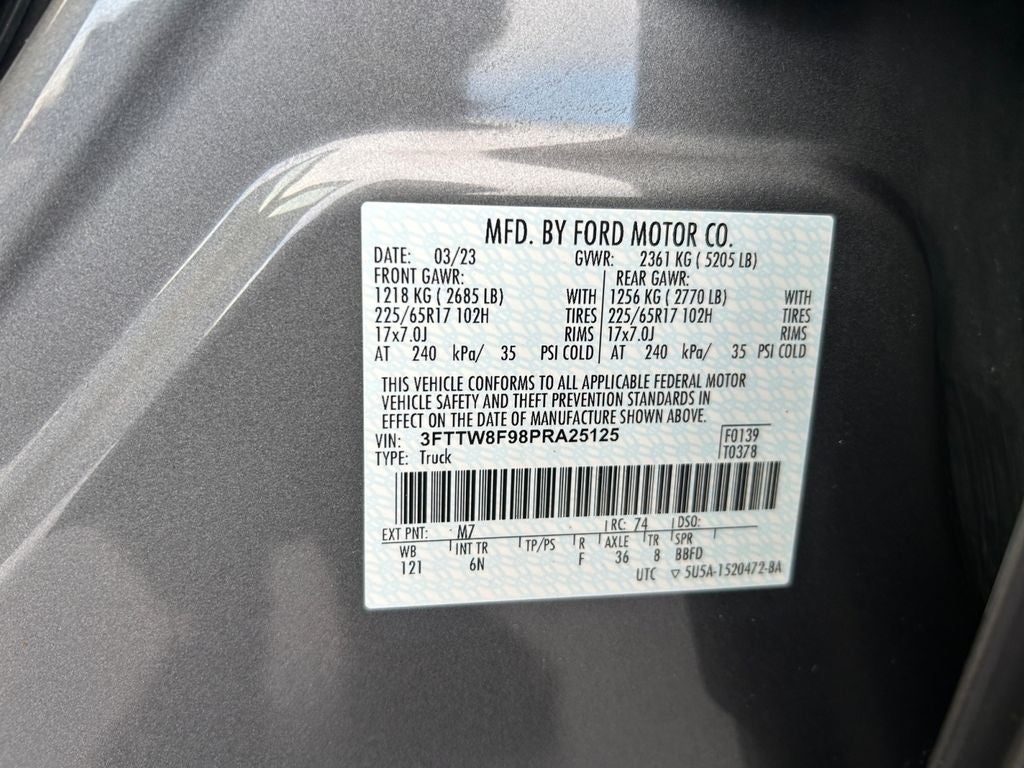 MFD. BY FORD MOTOR CO.
DATE: 03/23 GVWR: 2361 KG ( 5205 LB)
FRONT GAWR: REAR GAWR:
1218 KG ( 2685 LB) WITH 1256 KG ( 2770 LB) WITH
225/65R17 102H TIRES 225/65R17 102H TIRES
17x7.0J RIMS 17x7.0J RIMS
AT 240 kPa/ 35 PSI COLD AT 240 kPa/ 35 PSI COLD
THIS VEHICLE CONFORMS TO ALL APPLICABLE FEDERAL MOTOR
VEHICLE SAFETY AND THEFT PREVENTION STANDARDS IN
EFFECT ON THE DATE OF MANUFACTURE SHOWN ABOVE.
VIN: 3FTTW8F98PRA25125 F0139
TYPE: Truck T0378
EXT PNT: M7 RC: 74 DSO:
WB INT TR TP/PS R AXLE TR SPR
121 6N F 36 8 BBFD
UTC ▽ 5U5A-1520472-BA